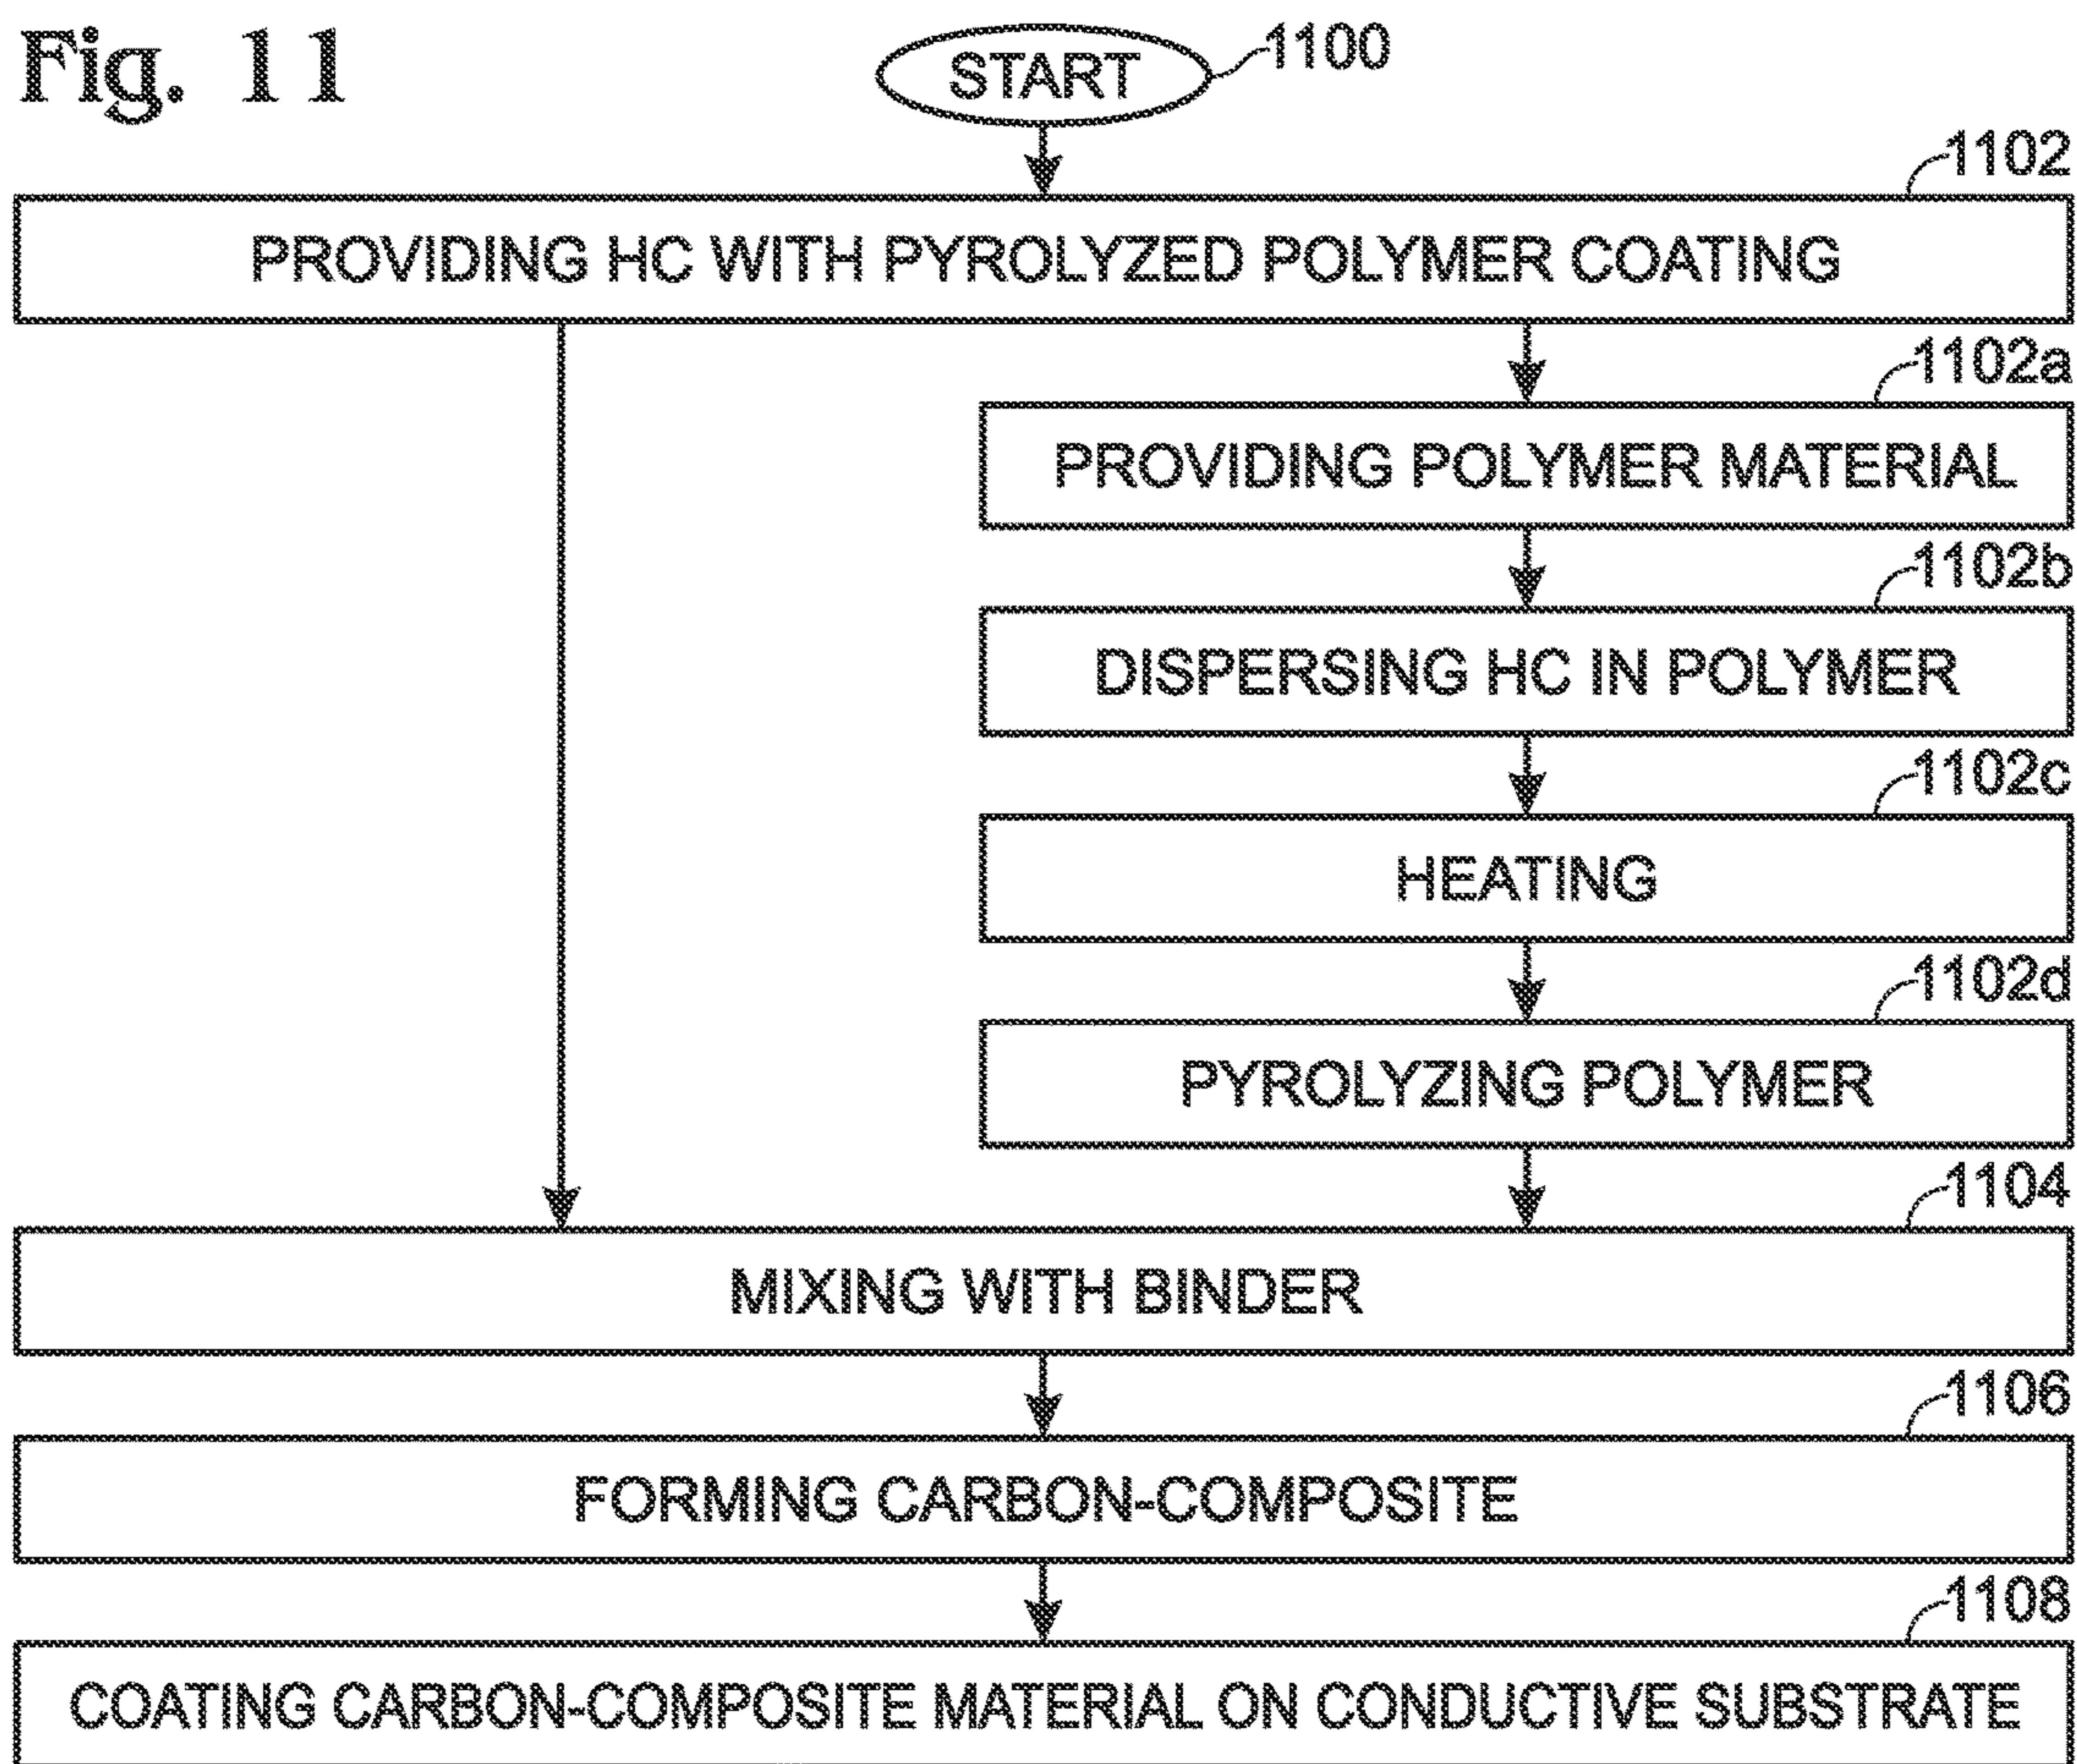 Fig. 11
START
1100
1102
PROVIDING HC WITH PYROLYZED POLYMER COATING
1102a
PROVIDING POLYMER MATERIAL
1102b
DISPERSING HC IN POLYMER
1102c
HEATING
1102d
PYROLYZING POLYMER
1104
MIXING WITH BINDER
1106
FORMING CARBON-COMPOSITE
1108
COATING CARBON-COMPOSITE MATERIAL ON CONDUCTIVE SUBSTRATE